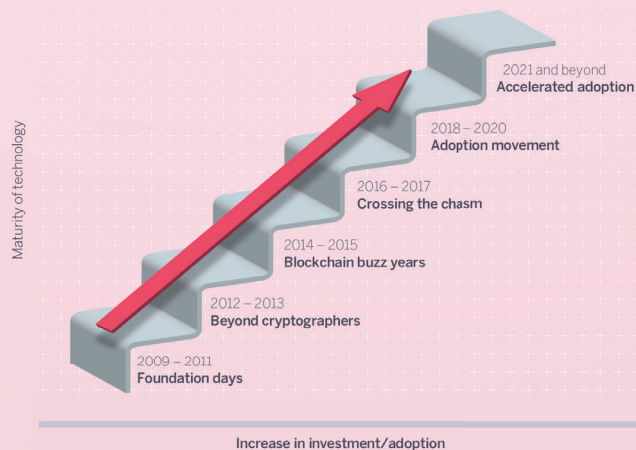 2021 and beyond
Accelerated adoption
2018 – 2020
Adoption movement
2016 – 2017
Crossing the chasm
2014 – 2015
Blockchain buzz years
2012 – 2013
Beyond cryptographers
2009 – 2011
Foundation days
Maturity of technology
Increase in investment/adoption